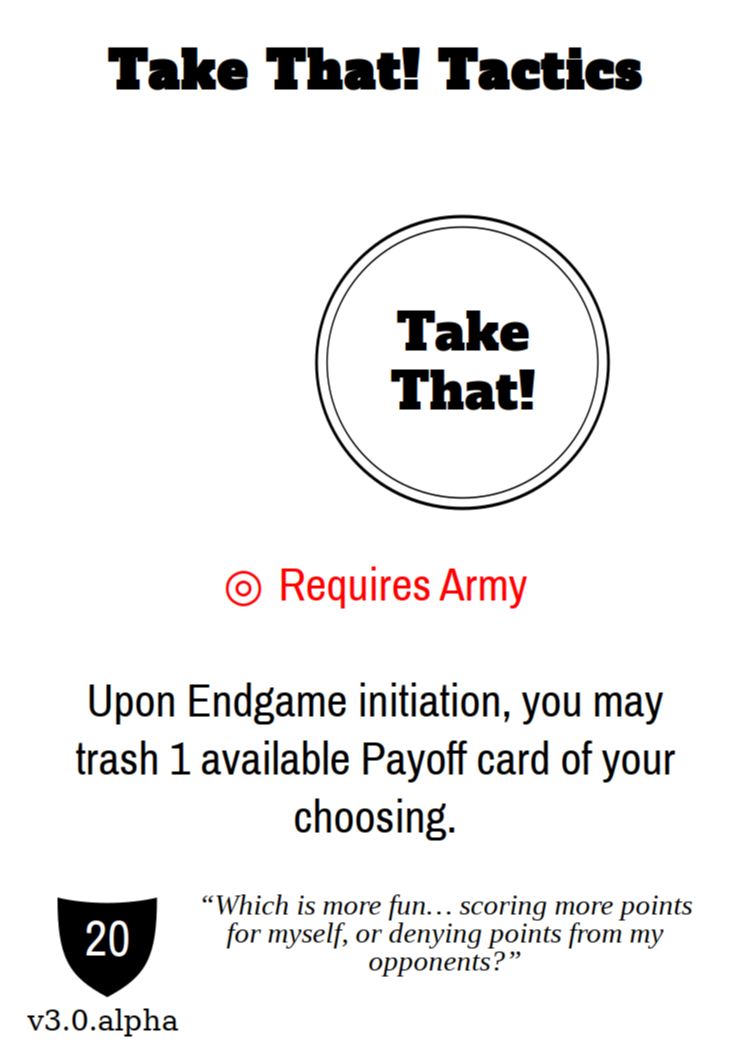 Take That! Tactics
Take
That!
◎ Requires Army
Upon Endgame initiation, you may
trash 1 available Payoff card of your
choosing.
20
“Which is more fun… scoring more points
for myself, or denying points from my
opponents?”
v3.0.alpha